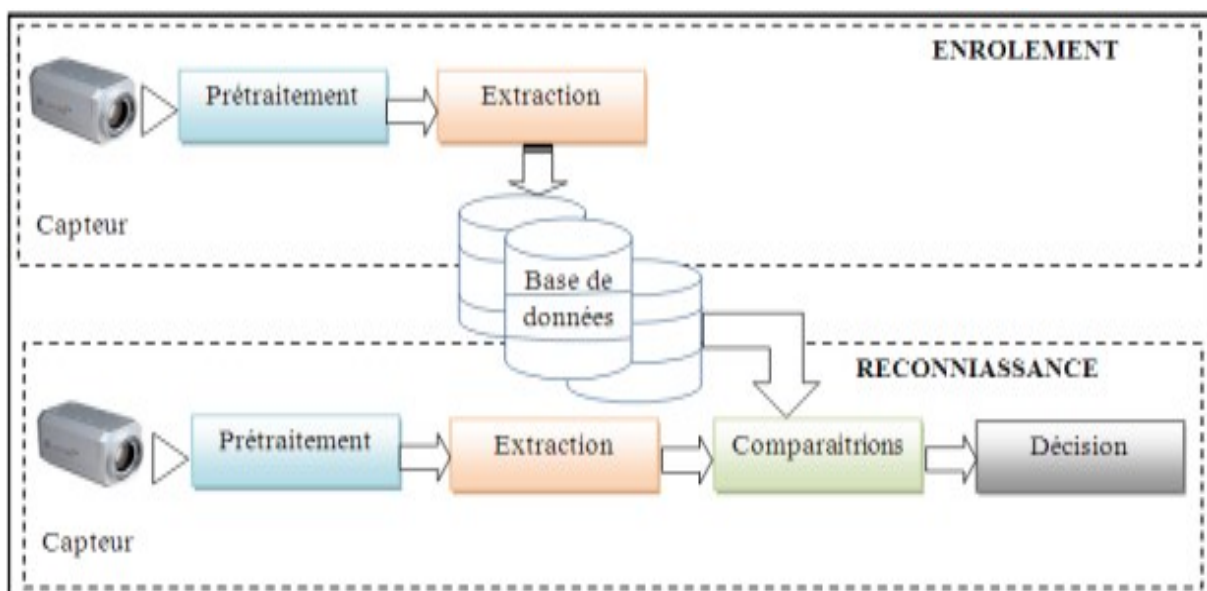 ENROLEMENT
Prétraitement
Extraction
Capteur
Base de
données
RECONNIASSANCE
Prétraitement
Extraction
Comparaitrions
Décision
Capteur